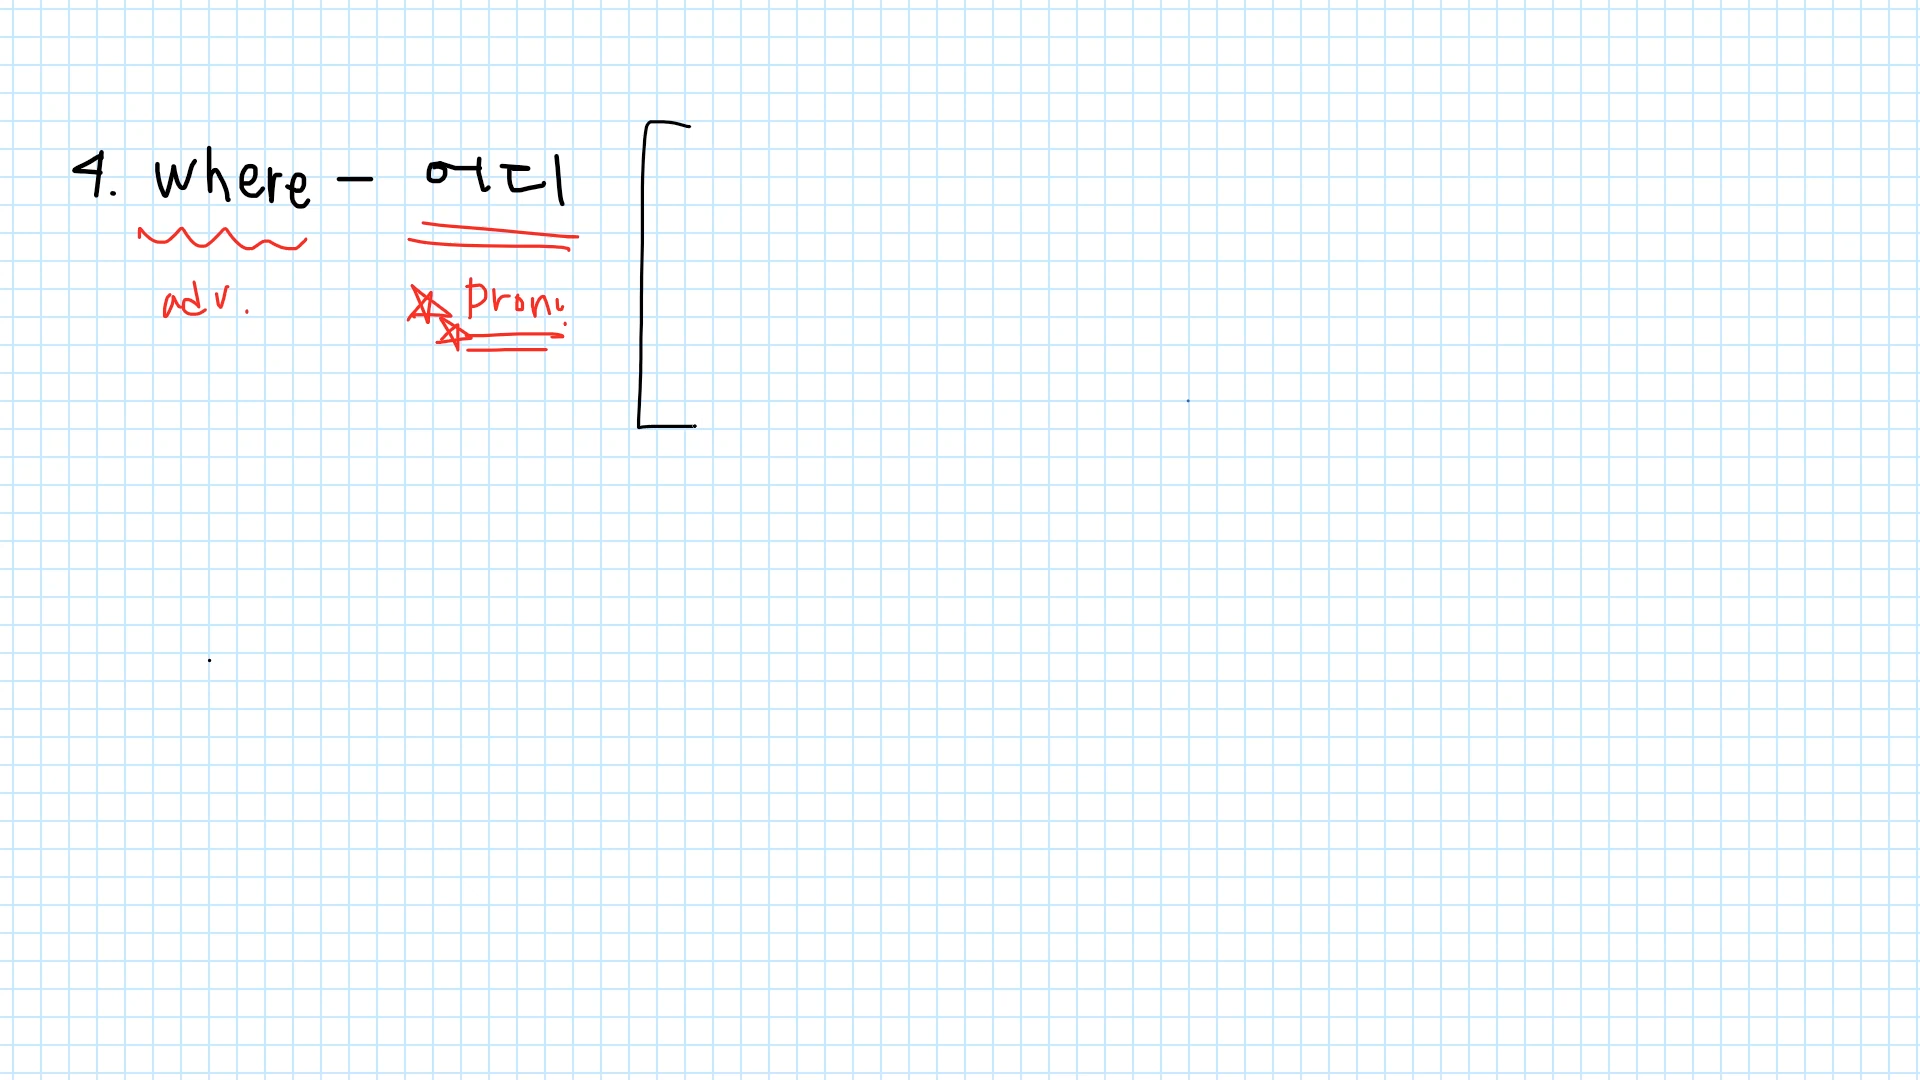 4. where - 어디
adv. pron.